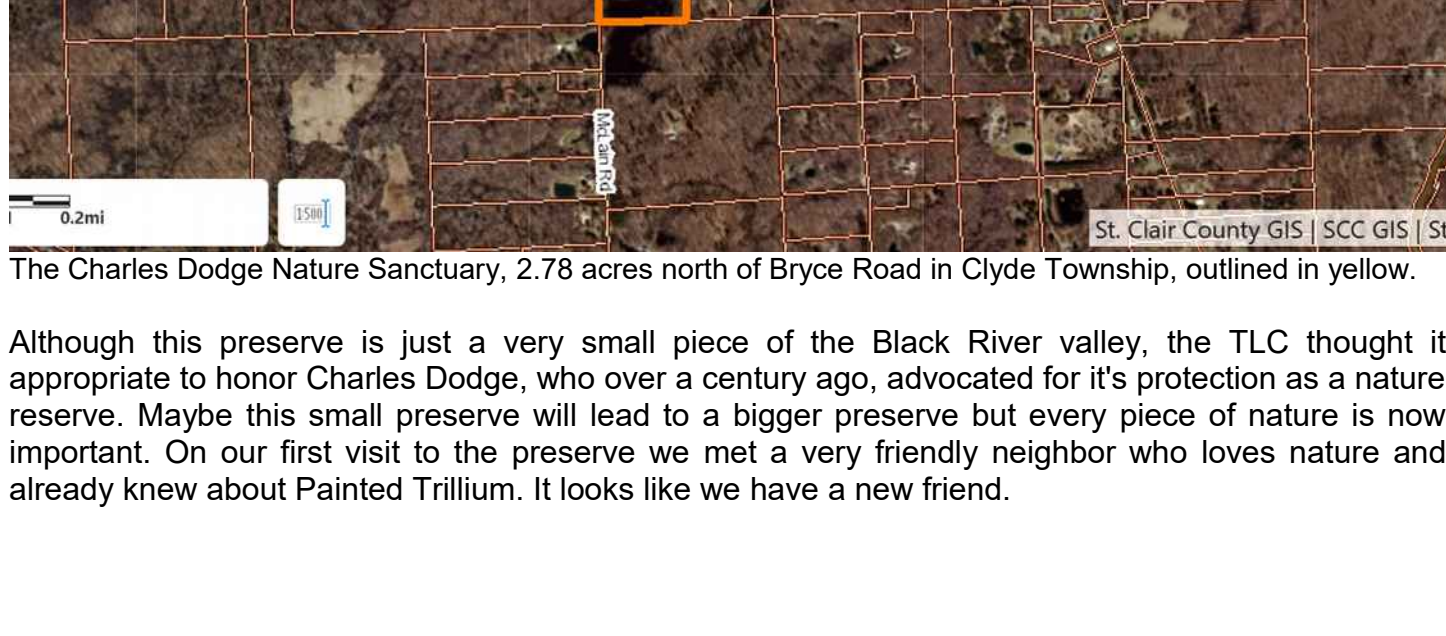 McLain Rd
0.2mi
1:500
St. Clair County GIS | SCC GIS | St
The Charles Dodge Nature Sanctuary, 2.78 acres north of Bryce Road in Clyde Township, outlined in yellow.
Although this preserve is just a very small piece of the Black River valley, the TLC thought it
appropriate to honor Charles Dodge, who over a century ago, advocated for it's protection as a nature
reserve. Maybe this small preserve will lead to a bigger preserve but every piece of nature is now
important. On our first visit to the preserve we met a very friendly neighbor who loves nature and
already knew about Painted Trillium. It looks like we have a new friend.